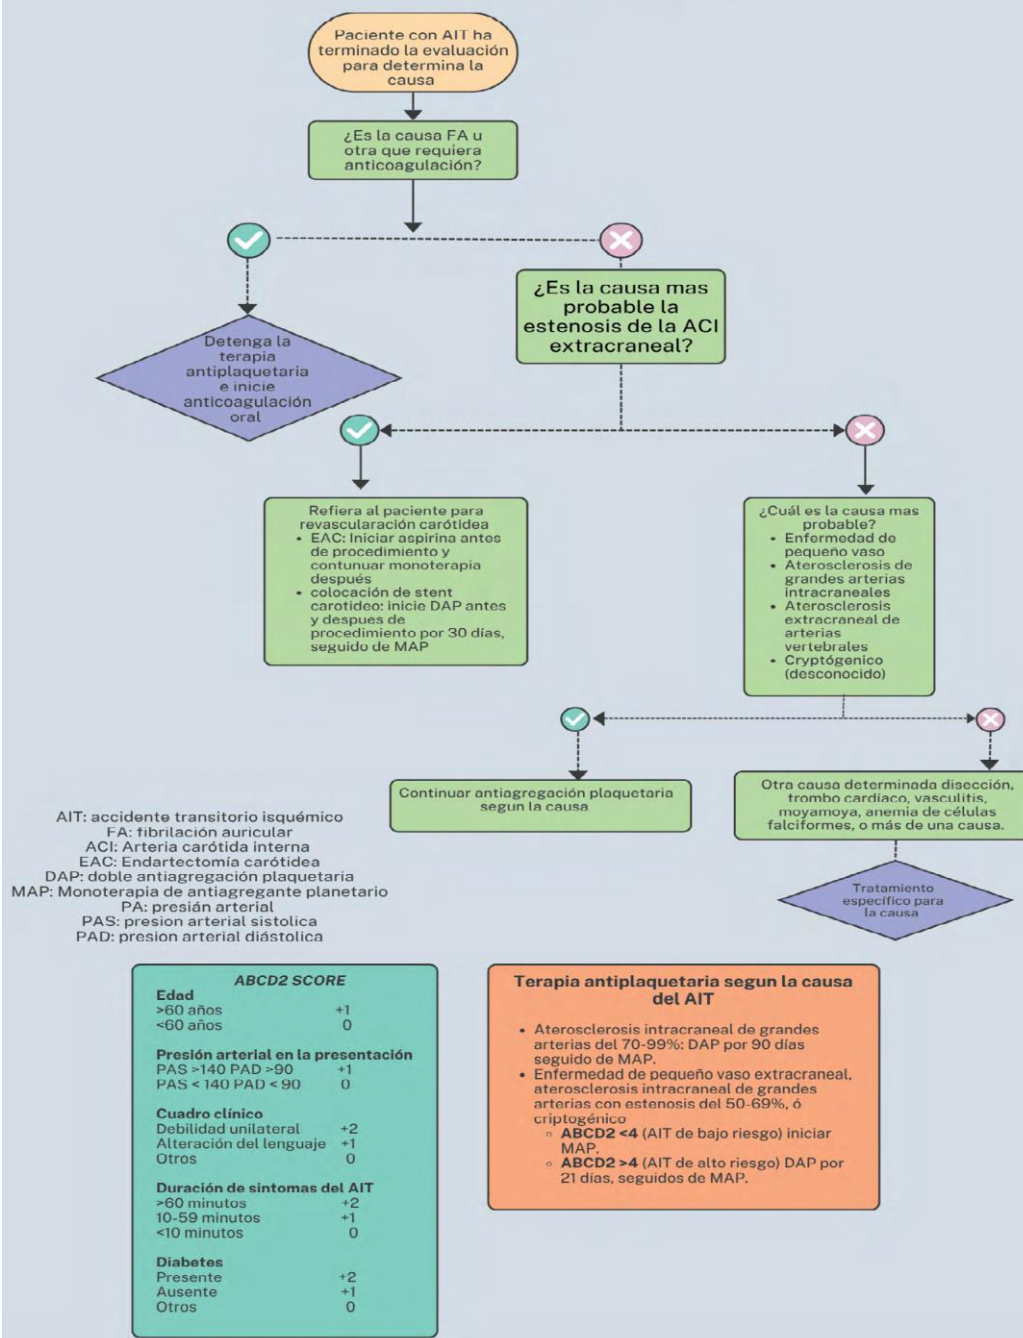 Paciente con AIT ha
terminado la evaluación
para determina la
causa
¿Es la causa FA u
otra que requiera
anticoagulación?
Detenga la
terapia
antiplaquetaria
e inicie
anticoagulación
oral
¿Es la causa mas
probable la
estenosis de la ACI
extracraneal?
Refiera al paciente para
revascularación carótidea
• EAC: Iniciar aspirina antes
de procedimiento y
contunuar monoterapia
después
• colocación de stent
carotideo: inicie DAP antes
y despues de
procedimiento por 30 días,
seguido de MAP
¿Cuál es la causa mas
probable?
• Enfermedad de
pequeño vaso
• Aterosclerosis de
grandes arterias
intracraneales
• Aterosclerosis
extracraneal de
arterias
vertebrales
• Cryptógenico
(desconocido)
Continuar antiagregación plaquetaria
segun la causa
Otra causa determinada disección,
trombo cardíaco, vasculitis,
moyamoya, anemia de células
falciformes, o más de una causa.
Tratamiento
específico para
la causa
AIT: accidente transitorio isquémico
FA: fibrilación auricular
ACI: Arteria carótida interna
EAC: Endartectomía carótidea
DAP: doble antiagregación plaquetaria
MAP: Monoterapia de antiagregante planetario
PA: presián arterial
PAS: presion arterial sistolica
PAD: presion arterial diástolica
ABCD2 SCORE
Edad
>60 años +1
<60 años 0
Presión arterial en la presentación
PAS >140 PAD >90 +1
PAS < 140 PAD < 90 0
Cuadro clínico
Debilidad unilateral +2
Alteración del lenguaje +1
Otros 0
Duración de sintomas del AIT
>60 minutos +2
10-59 minutos +1
<10 minutos 0
Diabetes
Presente +2
Ausente +1
Otros 0
Terapia antiplaquetaria segun la causa
del AIT
• Aterosclerosis intracraneal de grandes
arterias del 70-99%: DAP por 90 días
seguido de MAP.
• Enfermedad de pequeño vaso extracraneal,
aterosclerosis intracraneal de grandes
arterias con estenosis del 50-69%, ó
criptogénico
◦ ABCD2 <4 (AIT de bajo riesgo) iniciar
MAP.
◦ ABCD2 >4 (AIT de alto riesgo) DAP por
21 días, seguidos de MAP.